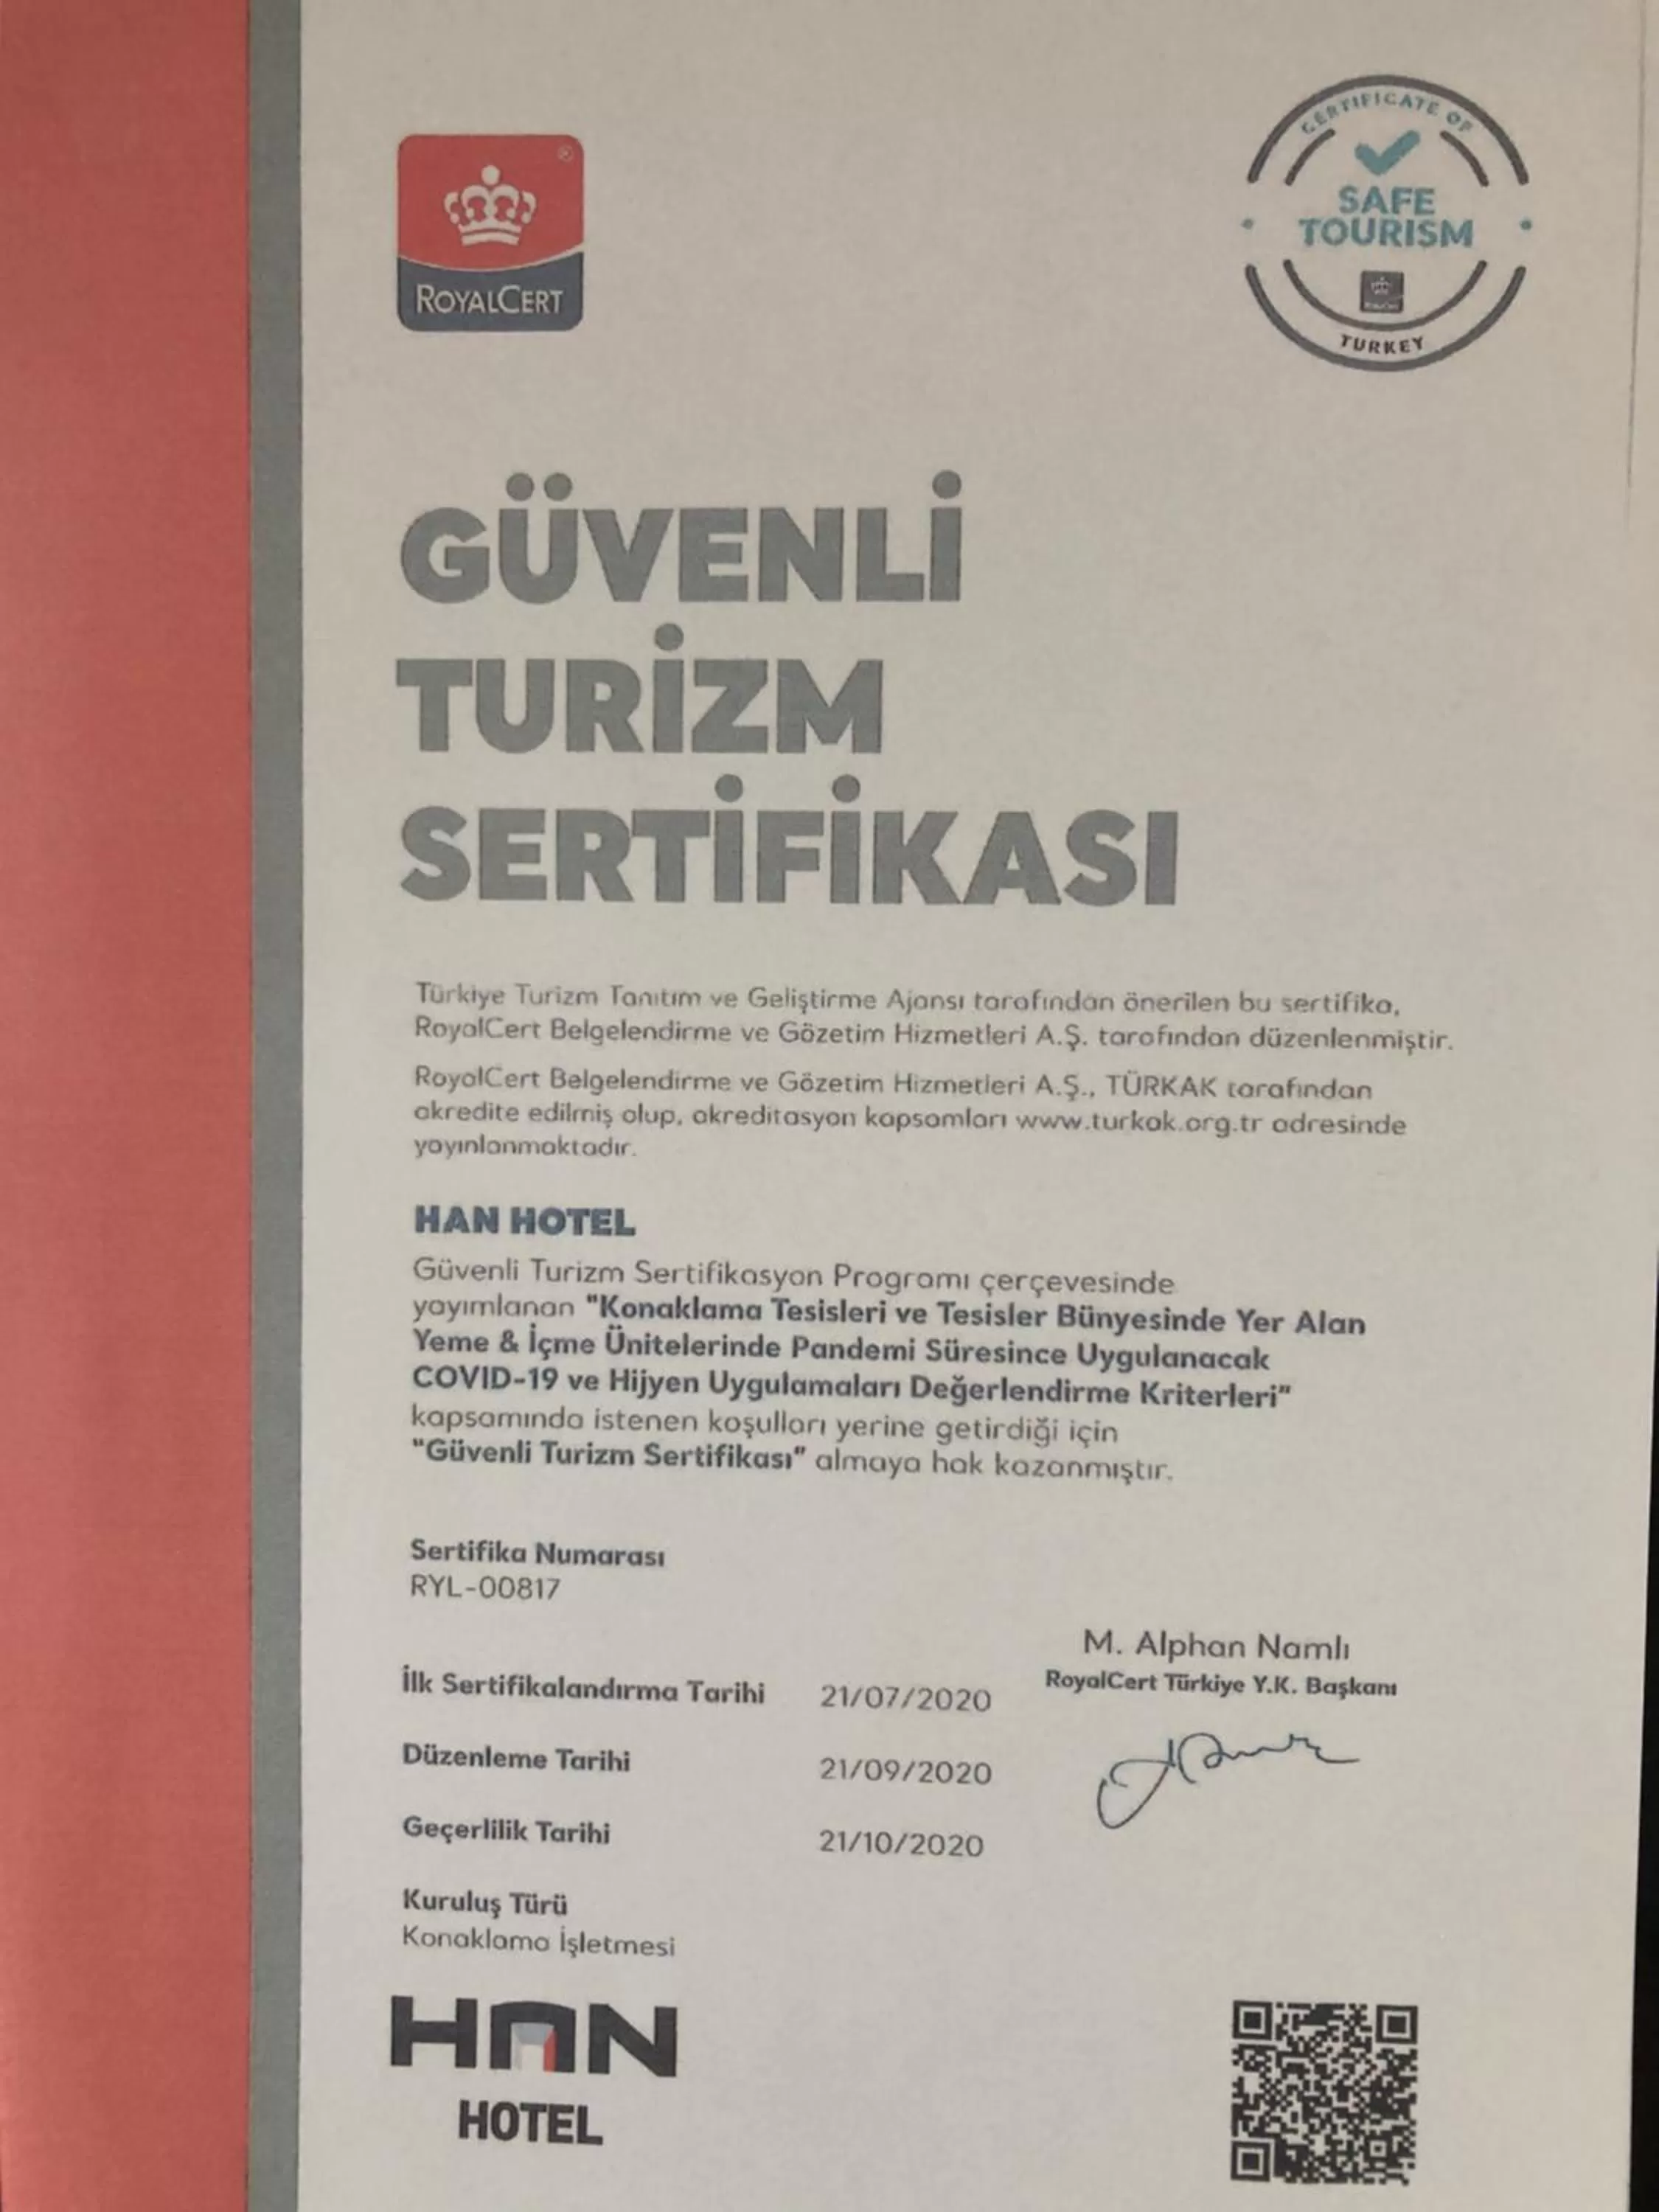 ROYALCERT
®
CERTIFICATE OF
SAFE
TOURISM
TURKEY
GÜVENLİ
TURİZM
SERTİFİKASI
Türkiye Turizm Tanıtım ve Geliştirme Ajansı tarafından önerilen bu sertifika,
RoyalCert Belgelendirme ve Gözetim Hizmetleri A.Ş. tarafından düzenlenmiştir.
RoyalCert Belgelendirme ve Gözetim Hizmetleri A.Ş., TÜRKAK tarafından
akredite edilmiş olup, akreditasyon kapsamları www.turkak.org.tr adresinde
yayınlanmaktadır.
HAN HOTEL
Güvenli Turizm Sertifikasyon Programı çerçevesinde
yayımlanan "Konaklama Tesisleri ve Tesisler Bünyesinde Yer Alan
Yeme & İçme Ünitelerinde Pandemi Süresince Uygulanacak
COVID-19 ve Hijyen Uygulamaları Değerlendirme Kriterleri"
kapsamında istenen koşulları yerine getirdiği için
"Güvenli Turizm Sertifikası" almaya hak kazanmıştır.
Sertifika Numarası
RYL-00817
M. Alphan Namlı
RoyalCert Türkiye Y.K. Başkanı
İlk Sertifikalandırma Tarihi 21/07/2020
Düzenleme Tarihi 21/09/2020
Geçerlilik Tarihi 21/10/2020
Kuruluş Türü
Konaklama İşletmesi
HAN
HOTEL